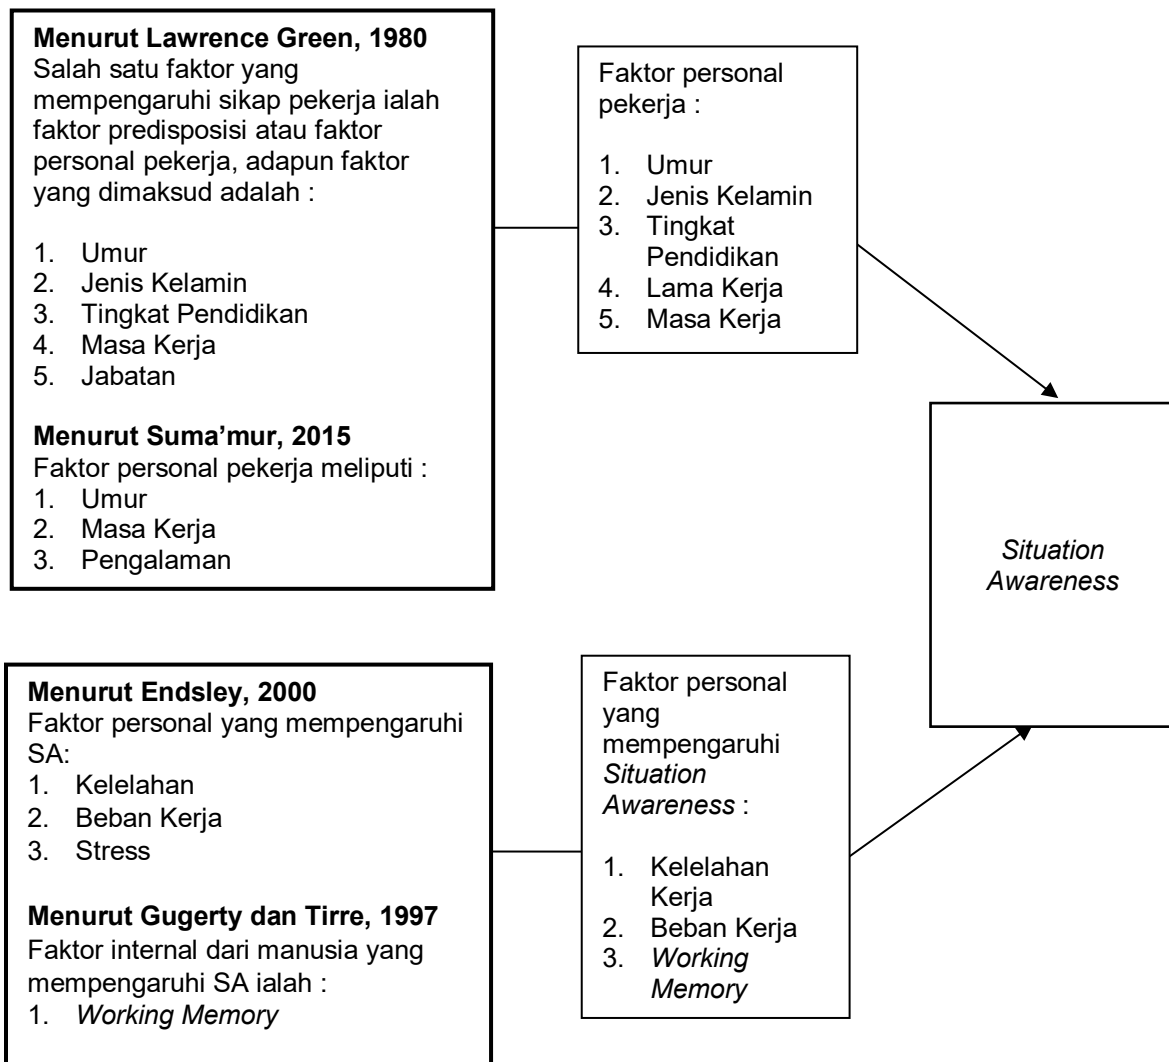 Menurut Lawrence Green, 1980
Salah satu faktor yang
mempengaruhi sikap pekerja ialah
faktor predisposisi atau faktor
personal pekerja, adapun faktor
yang dimaksud adalah :
1. Umur
2. Jenis Kelamin
3. Tingkat Pendidikan
4. Masa Kerja
5. Jabatan
Menurut Suma’mur, 2015
Faktor personal pekerja meliputi :
1. Umur
2. Masa Kerja
3. Pengalaman
Faktor personal
pekerja :
1. Umur
2. Jenis Kelamin
3. Tingkat
Pendidikan
4. Lama Kerja
5. Masa Kerja
Situation
Awareness
Menurut Endsley, 2000
Faktor personal yang mempengaruhi
SA:
1. Kelelahan
2. Beban Kerja
3. Stress
Menurut Gugerty dan Tirre, 1997
Faktor internal dari manusia yang
mempengaruhi SA ialah :
1. Working Memory
Faktor personal
yang
mempengaruhi
Situation
Awareness :
1. Kelelahan
Kerja
2. Beban Kerja
3. Working
Memory